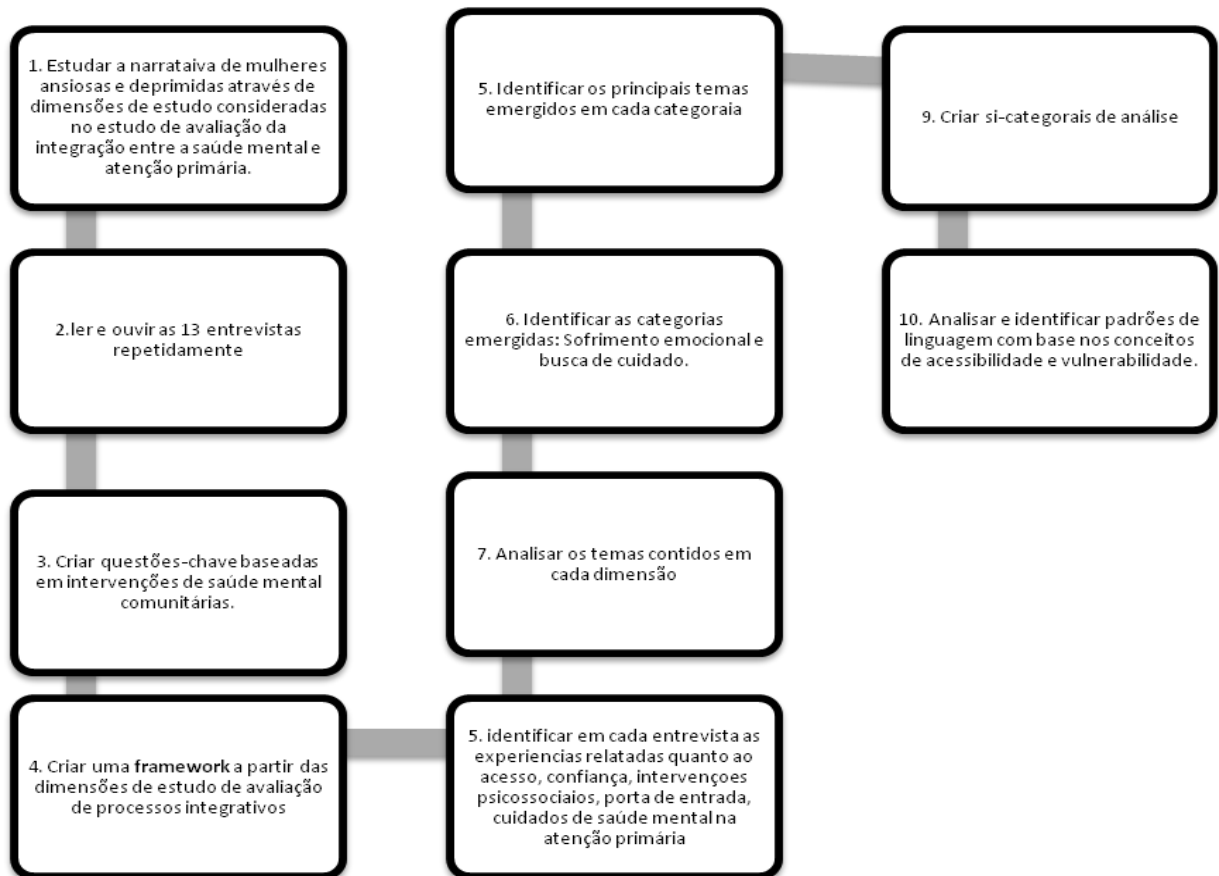 1. Estudar a narrataiva de mulheres
ansiosas e deprimidas através de
dimensões de estudo consideradas
no estudo de avaliação da
integração entre a saúde mental e
atenção primária.
2.ler e ouvir as 13 entrevistas
repetidamente
3. Criar questões-chave baseadas
em intervenções de saúde mental
comunitárias.
4. Criar uma framework a partir das
dimensões de estudo de avaliação
de processos integrativos
5. identificar em cada entrevista as
experiencias relatadas quanto ao
acesso, confiança, intervençoes
psicossociaios, porta de entrada,
cuidados de saúde mental na
atenção primária
7. Analisar os temas contidos em
cada dimensão
6. Identificar as categorias
emergidas: Sofrimento emocional e
busca de cuidado.
5. Identificar os principais temas
emergidos em cada categoraia
9. Criar si-categorais de análise
10. Analisar e identificar padrões de
linguagem com base nos conceitos
de acessibilidade e vulnerabilidade.